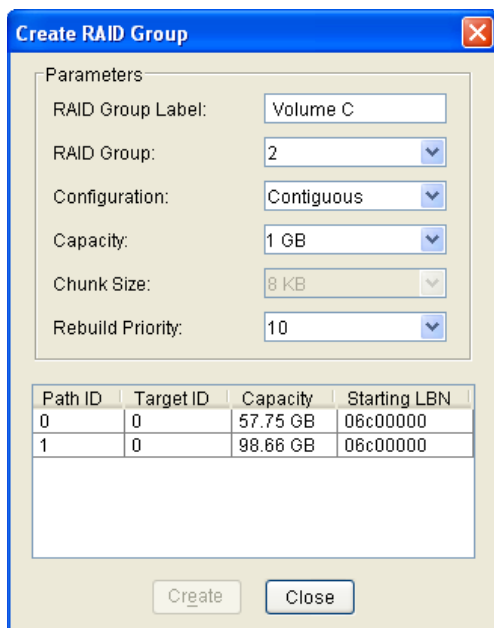 Create RAID Group
Parameters
RAID Group Label: Volume C
RAID Group: 2
Configuration: Contiguous
Capacity: 1 GB
Chunk Size: 8 KB
Rebuild Priority: 10
Path ID Target ID Capacity Starting LBN
0 0 57.75 GB 06c00000
1 0 98.66 GB 06c00000
Create Close